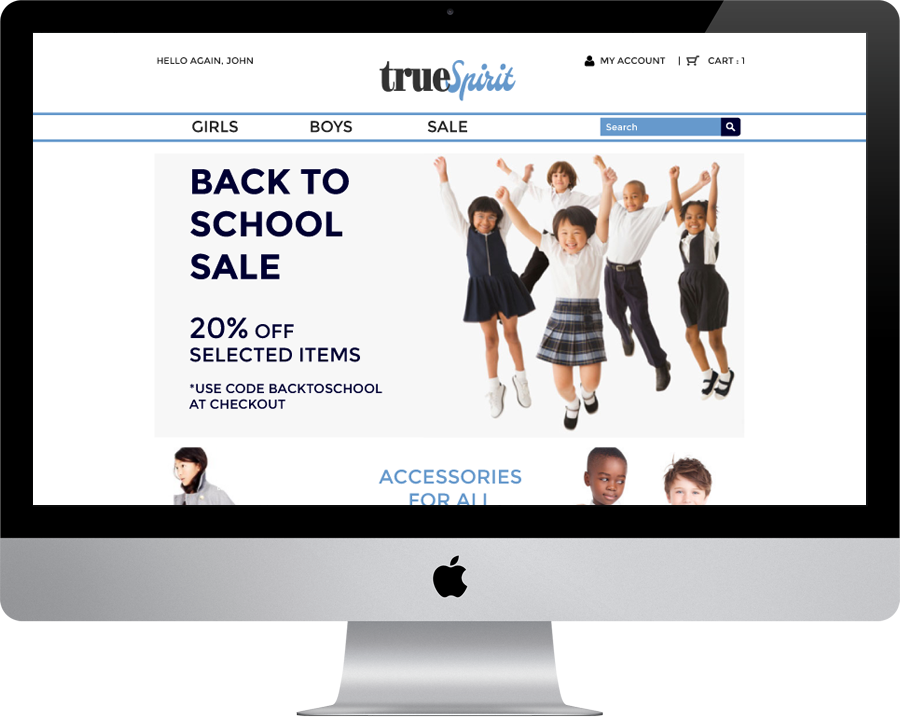 HELLO AGAIN, JOHN
trueSpirit
MY ACCOUNT | CART : 1
GIRLS BOYS SALE Search
BACK TO
SCHOOL
SALE
20% OFF
SELECTED ITEMS
*USE CODE BACKTOSCHOOL
AT CHECKOUT
ACCESSORIES
FOR ALL